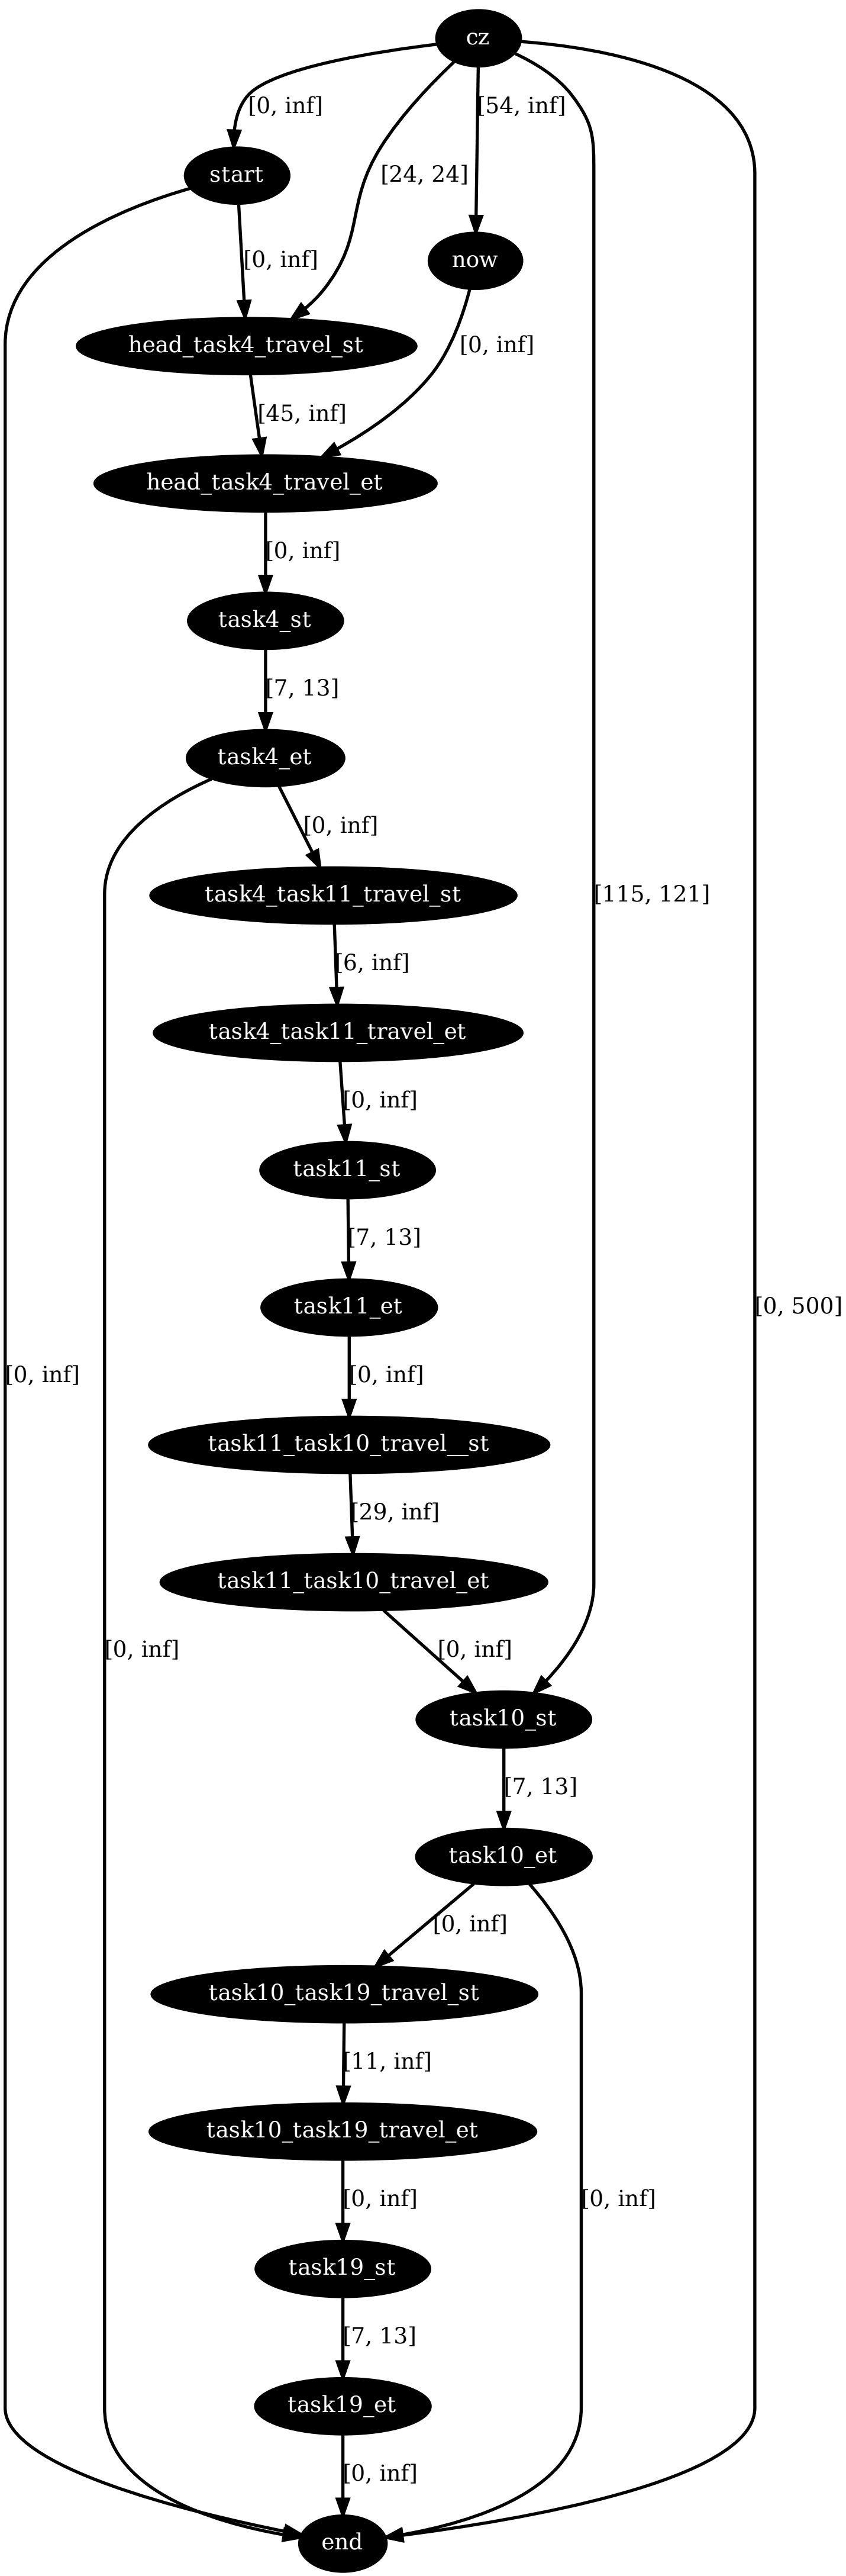 cz
[0, inf]
[54, inf]
start
[24, 24]
now
[0, inf]
head_task4_travel_st
[0, inf]
[45, inf]
head_task4_travel_et
[0, inf]
task4_st
[7, 13]
task4_et
[0, inf]
task4_task11_travel_st
[115, 121]
[6, inf]
task4_task11_travel_et
[0, inf]
task11_st
[7, 13]
task11_et
[0, 500]
[0, inf]
[0, inf]
task11_task10_travel__st
[29, inf]
task11_task10_travel_et
[0, inf]
[0, inf]
task10_st
[7, 13]
task10_et
[0, inf]
task10_task19_travel_st
[11, inf]
task10_task19_travel_et
[0, inf]
[0, inf]
task19_st
[7, 13]
task19_et
[0, inf]
end